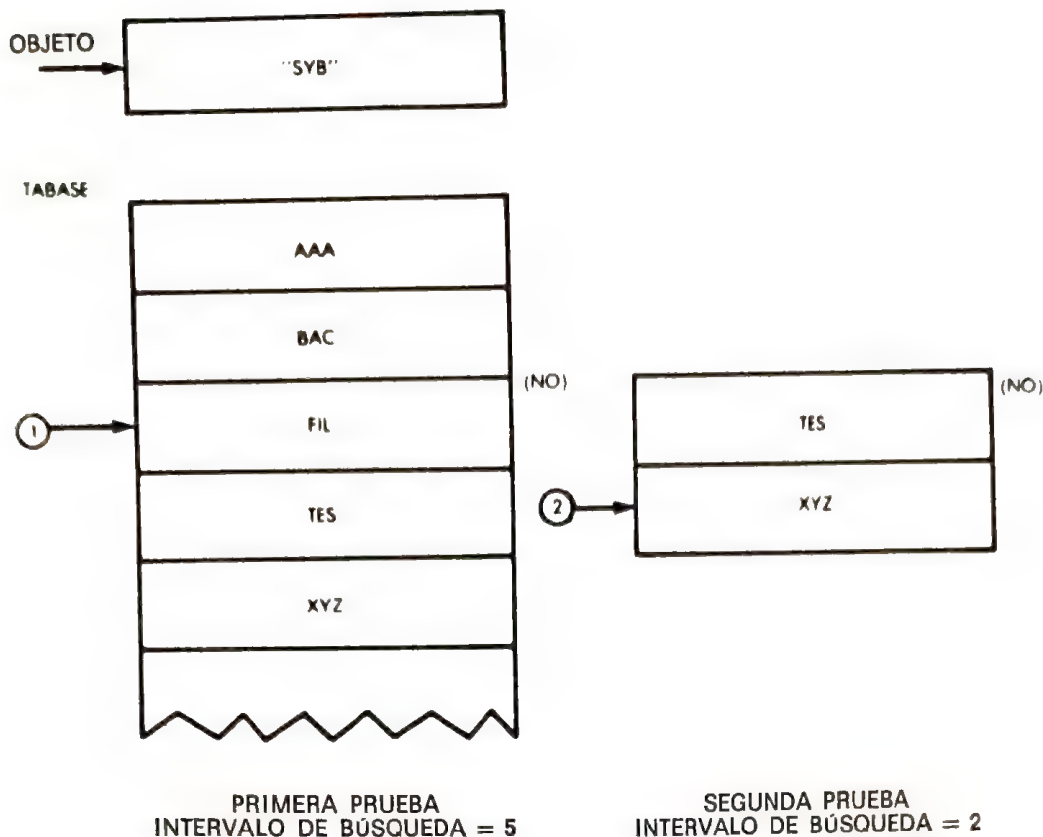 OBJETO
"SYB"
TABASE
AAA
BAC
(NO)
1
FIL
TES
XYZ
(NO)
TES
2
XYZ
PRIMERA PRUEBA
INTERVALO DE BÚSQUEDA = 5
SEGUNDA PRUEBA
INTERVALO DE BÚSQUEDA = 2